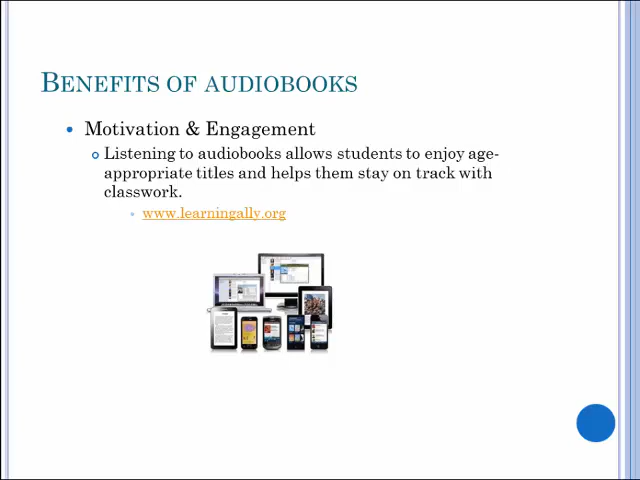 BENEFITS OF AUDIOBOOKS
Motivation & Engagement
Listening to audiobooks allows students to enjoy age-
appropriate titles and helps them stay on track with
classwork.
www.learningally.org